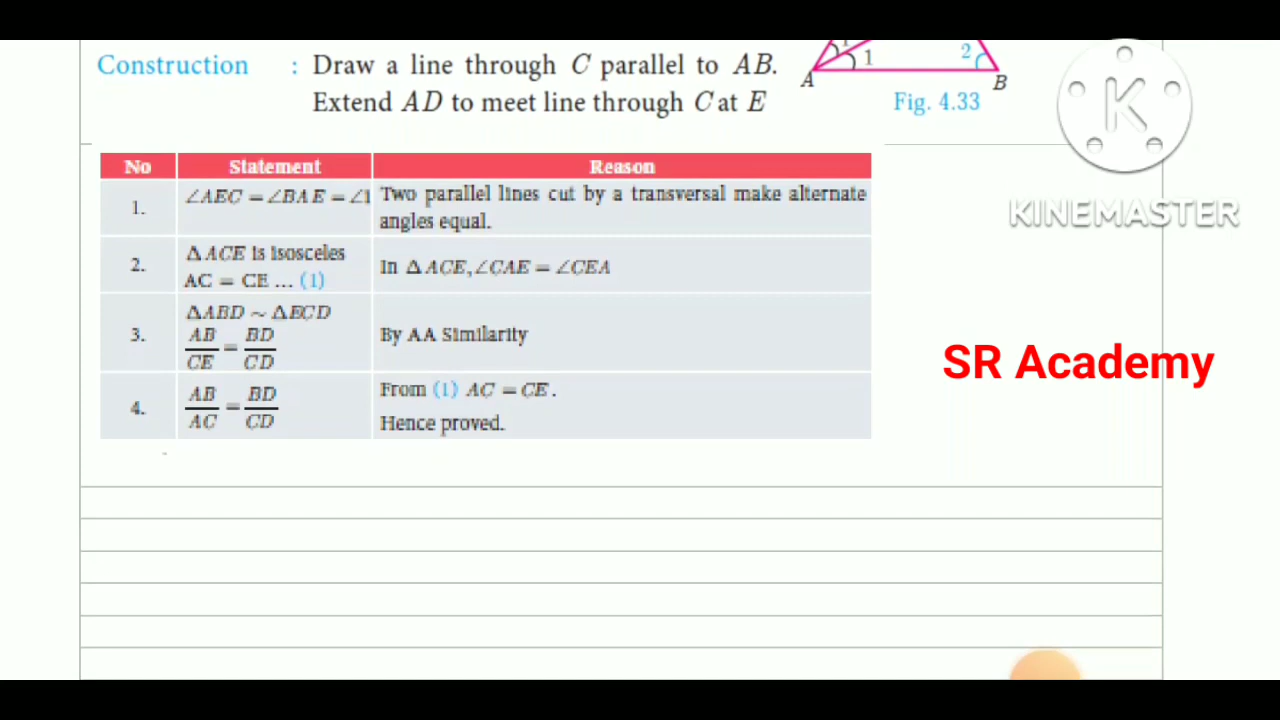 Construction : Draw a line through C parallel to AB.
Extend AD to meet line through C at E
A 1 2 B
Fig. 4.33
K
KINEMASTER
No Statement Reason
1. ∠AEC = ∠BAE = ∠1 Two parallel lines cut by a transversal make alternate
angles equal.
2. ΔACE is isosceles
AC = CE ... (1) In ΔACE, ∠CAE = ∠CEA
3. ΔABD ~ ΔECD
AB/CE = BD/CD By AA Similarity
4. AB/AC = BD/CD From (1) AC = CE.
Hence proved.
SR Academy